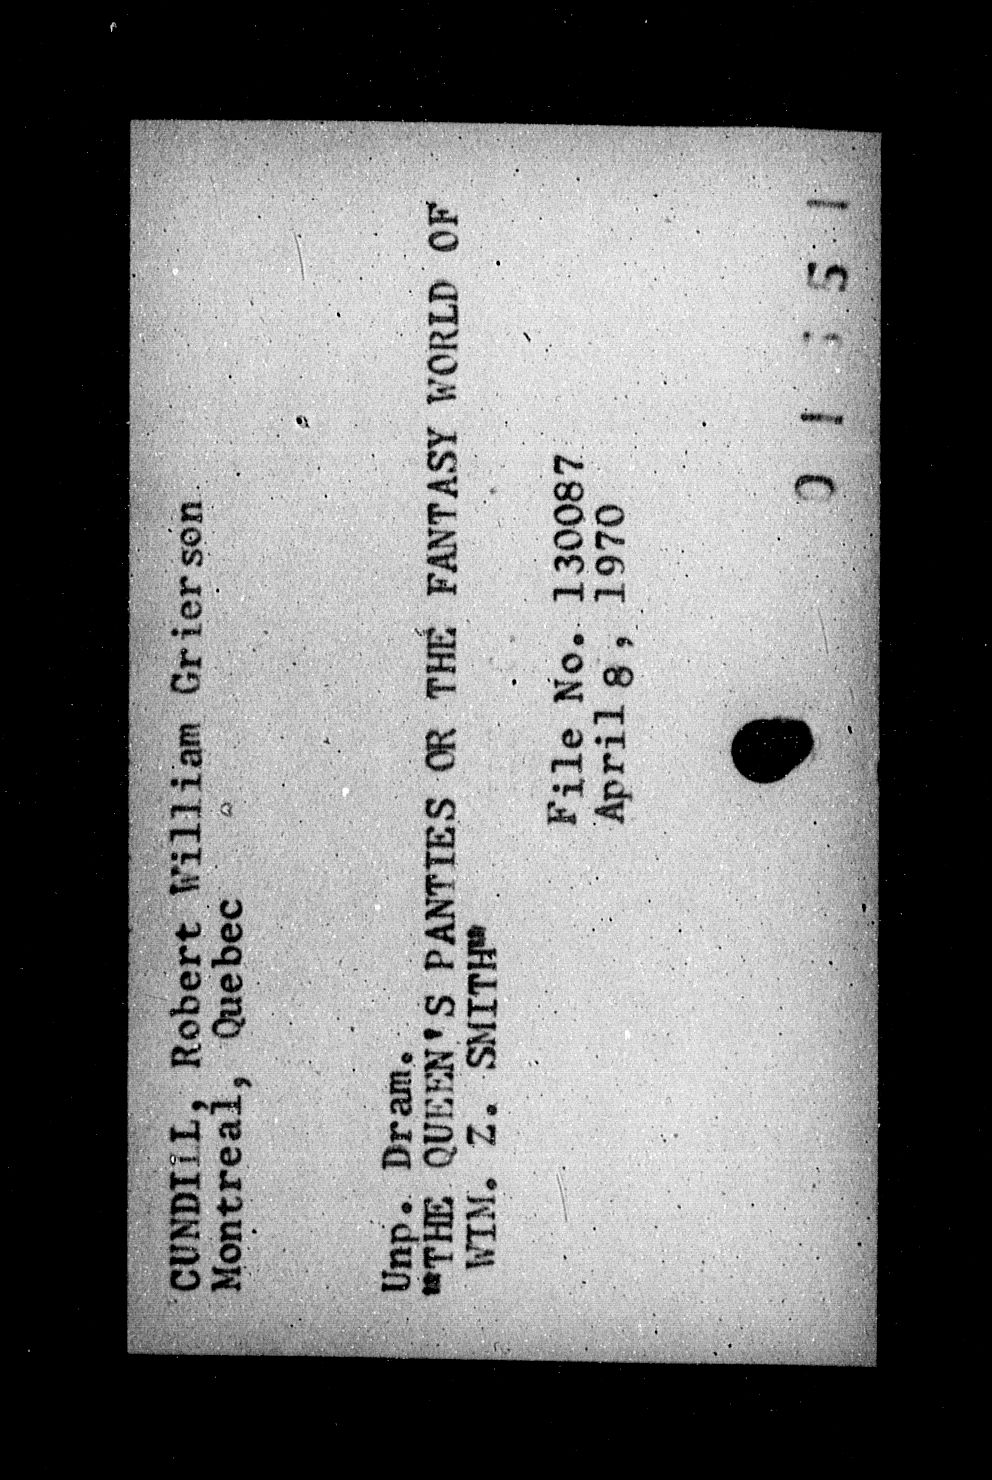 CUNDILL, Robert William Grierson
Montreal, Quebec
Unp. Dram.
"THE QUEEN'S PANTIES OR THE FANTASY WORLD OF
WIM. Z. SMITH"
File No. 130087
April 8, 1970